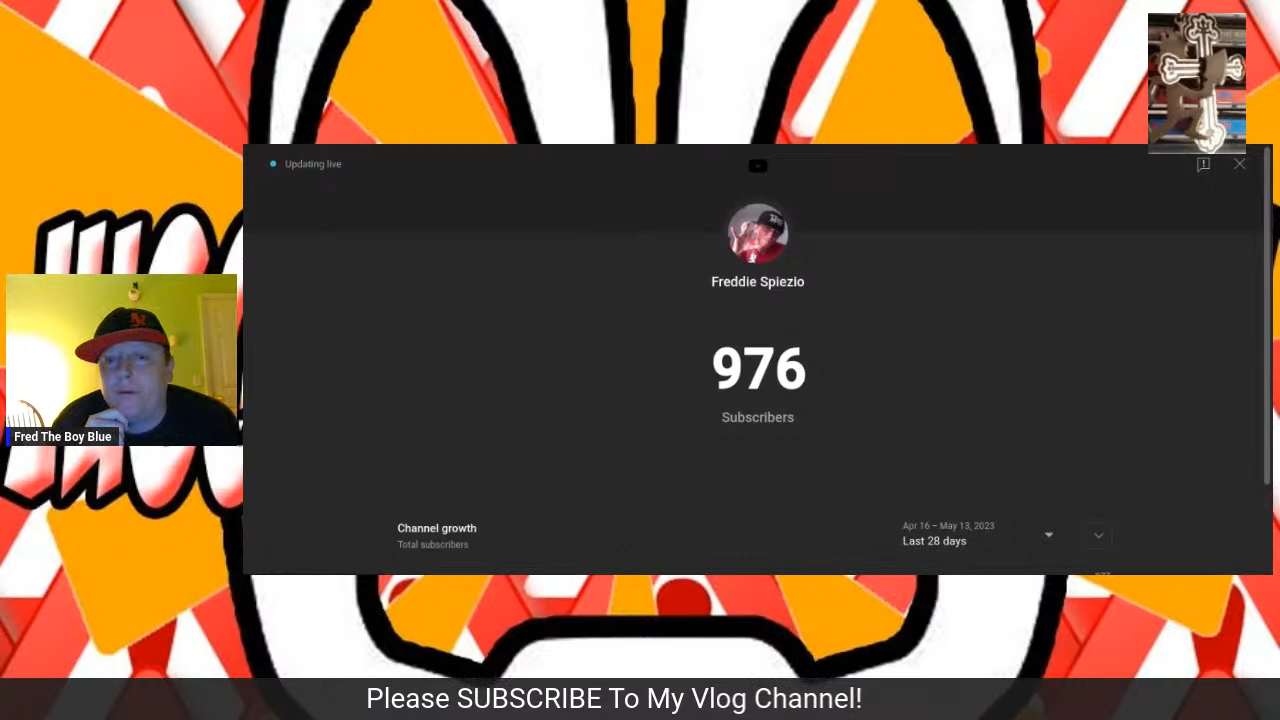 Updating live
Freddie Spiezio
976
Subscribers
Fred The Boy Blue
Channel growth
Total subscribers
Apr 16 – May 13, 2023
Last 28 days
Please SUBSCRIBE To My Vlog Channel!